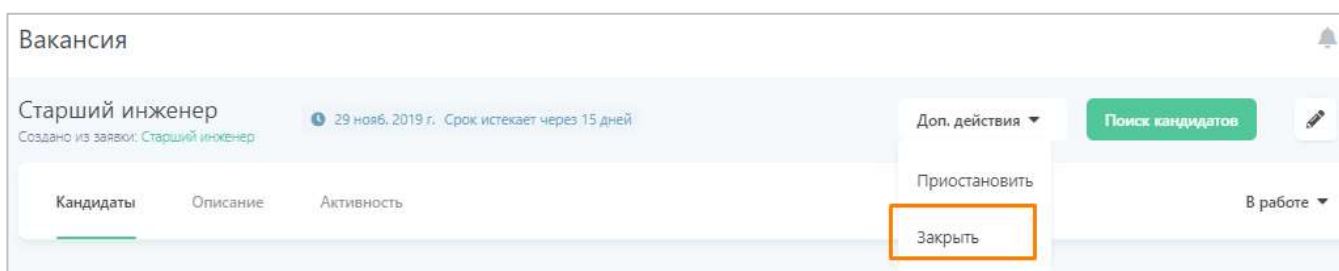 Вакансия
Старший инженер
Создано из заявки: Старший инженер
29 нояб. 2019 г. Срок истекает через 15 дней
Доп. действия
Поиск кандидатов
Приостановить
Закрыть
Кандидаты Описание Активность
В работе